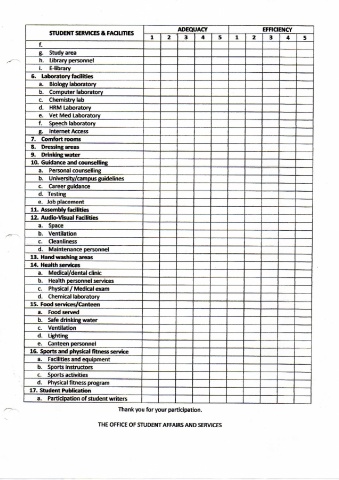 STUDENT SERVICES & FACILITIES ADEQUACY EFFICIENCY
1 2 3 4 5 1 2 3 4 5
f.
g. Study area
h. Library personnel
i. E-library
6. Laboratory facilities
a. Biology laboratory
b. Computer laboratory
c. Chemistry lab
d. HRM Laboratory
e. Vet Med Laboratory
f. Speech laboratory
g. Internet Access
7. Comfort rooms
8. Dressing areas
9. Drinking water
10. Guidance and counselling
a. Personal counselling
b. University/campus guidelines
c. Career guidance
d. Testing
e. Job placement
11. Assembly facilities
12. Audio-Visual Facilities
a. Space
b. Ventilation
c. Cleanliness
d. Maintenance personnel
13. Hand washing areas
14. Health services
a. Medical/dental clinic
b. Health personnel services
c. Physical / Medical exam
d. Chemical laboratory
15. Food services/Canteen
a. Food served
b. Safe drinking water
c. Ventilation
d. Lighting
e. Canteen personnel
16. Sports and physical fitness service
a. Facilities and equipment
b. Sports instructors
c. Sports activities
d. Physical fitness program
17. Student Publication
a. Participation of student writers
Thank you for your participation.
THE OFFICE OF STUDENT AFFAIRS AND SERVICES